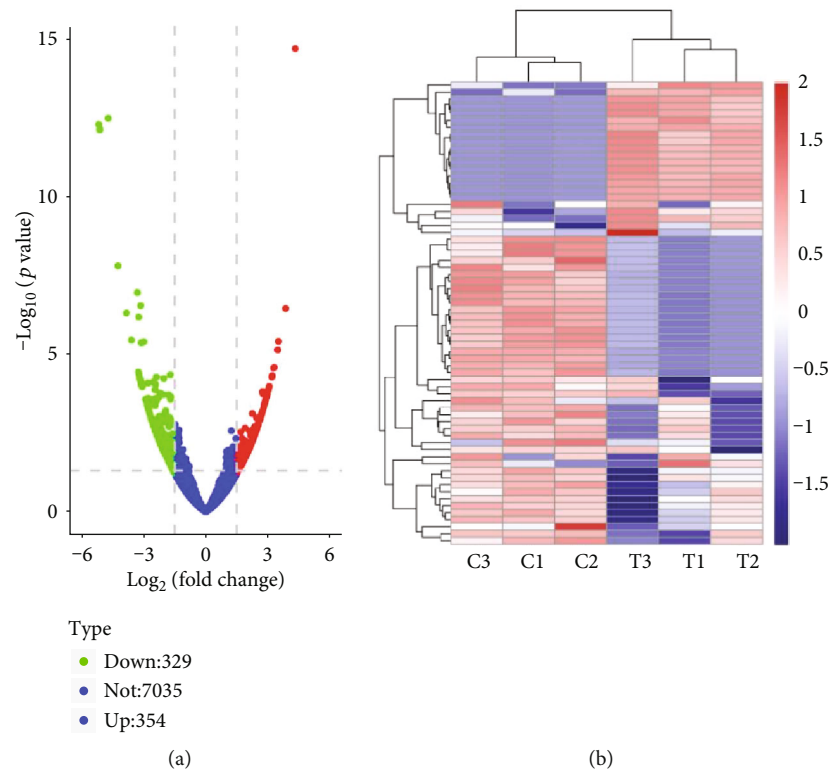 15
10
5
0
−Log10 (p value)
−6
−3
0
3
6
Log2 (fold change)
Type
Down:329
Not:7035
Up:354
(a)
2
1.5
1
0.5
0
−0.5
−1
−1.5
C3
C1
C2
T3
T1
T2
(b)